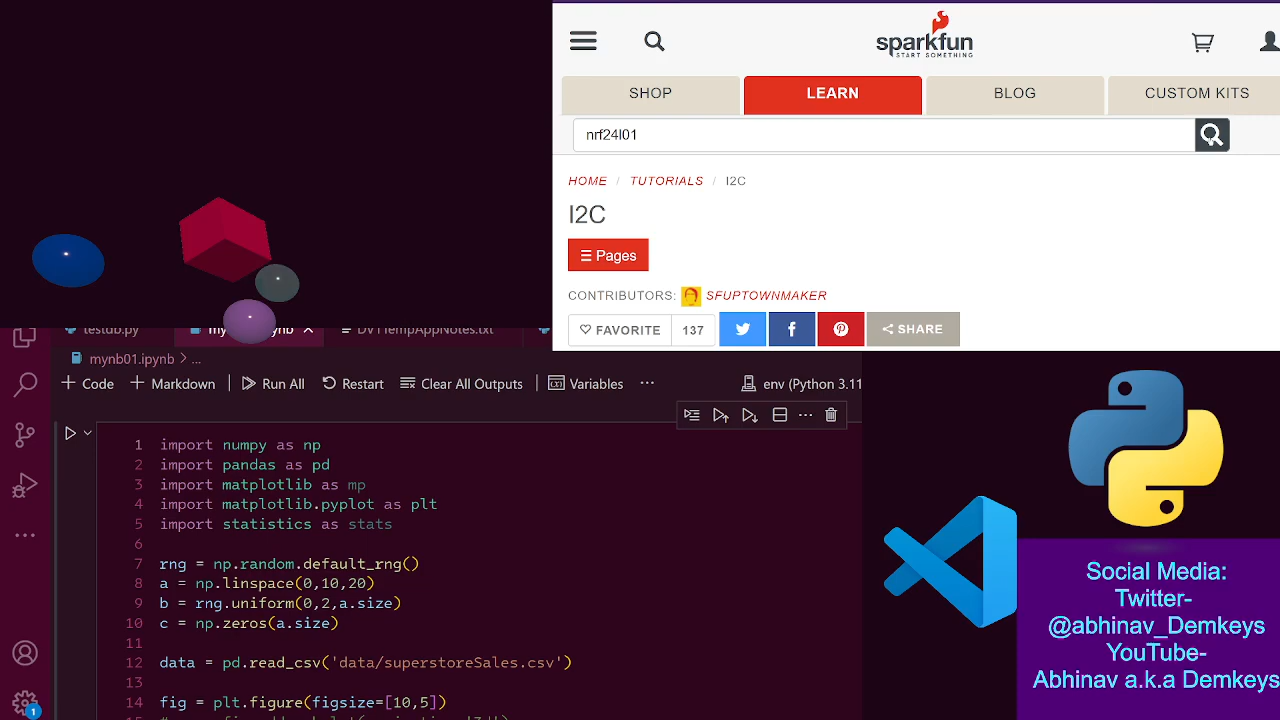 sparkfun
START SOMETHING
SHOP
LEARN
BLOG
CUSTOM KITS
nrf24l01
HOME / TUTORIALS / I2C
I2C
☰ Pages
CONTRIBUTORS: SFUPTOWNMAKER
FAVORITE 137
SHARE
testdb.py
DVTTempAppNotes.txt
mynb01.ipynb > ...
+ Code + Markdown Run All Restart Clear All Outputs Variables ... env (Python 3.11
1 import numpy as np
2 import pandas as pd
3 import matplotlib as mp
4 import matplotlib.pyplot as plt
5 import statistics as stats
6
7 rng = np.random.default_rng()
8 a = np.linspace(0,10,20)
9 b = rng.uniform(0,2,a.size)
10 c = np.zeros(a.size)
11
12 data = pd.read_csv('data/superstoreSales.csv')
13
14 fig = plt.figure(figsize=[10,5])
1
Social Media:
Twitter-
@abhinav_Demkeys
YouTube-
Abhinav a.k.a Demkeys